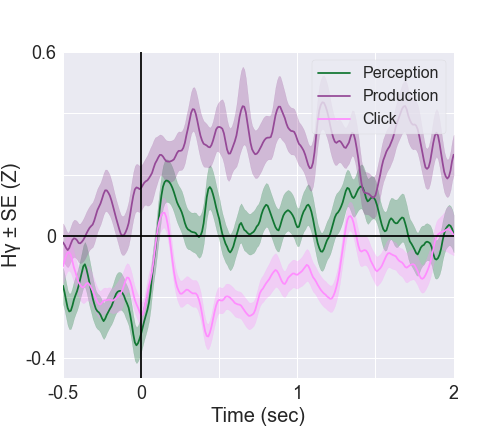 0.6
Perception
Production
Click
0
-0.4
Hγ ± SE (Z)
-0.5
0
1
2
Time (sec)